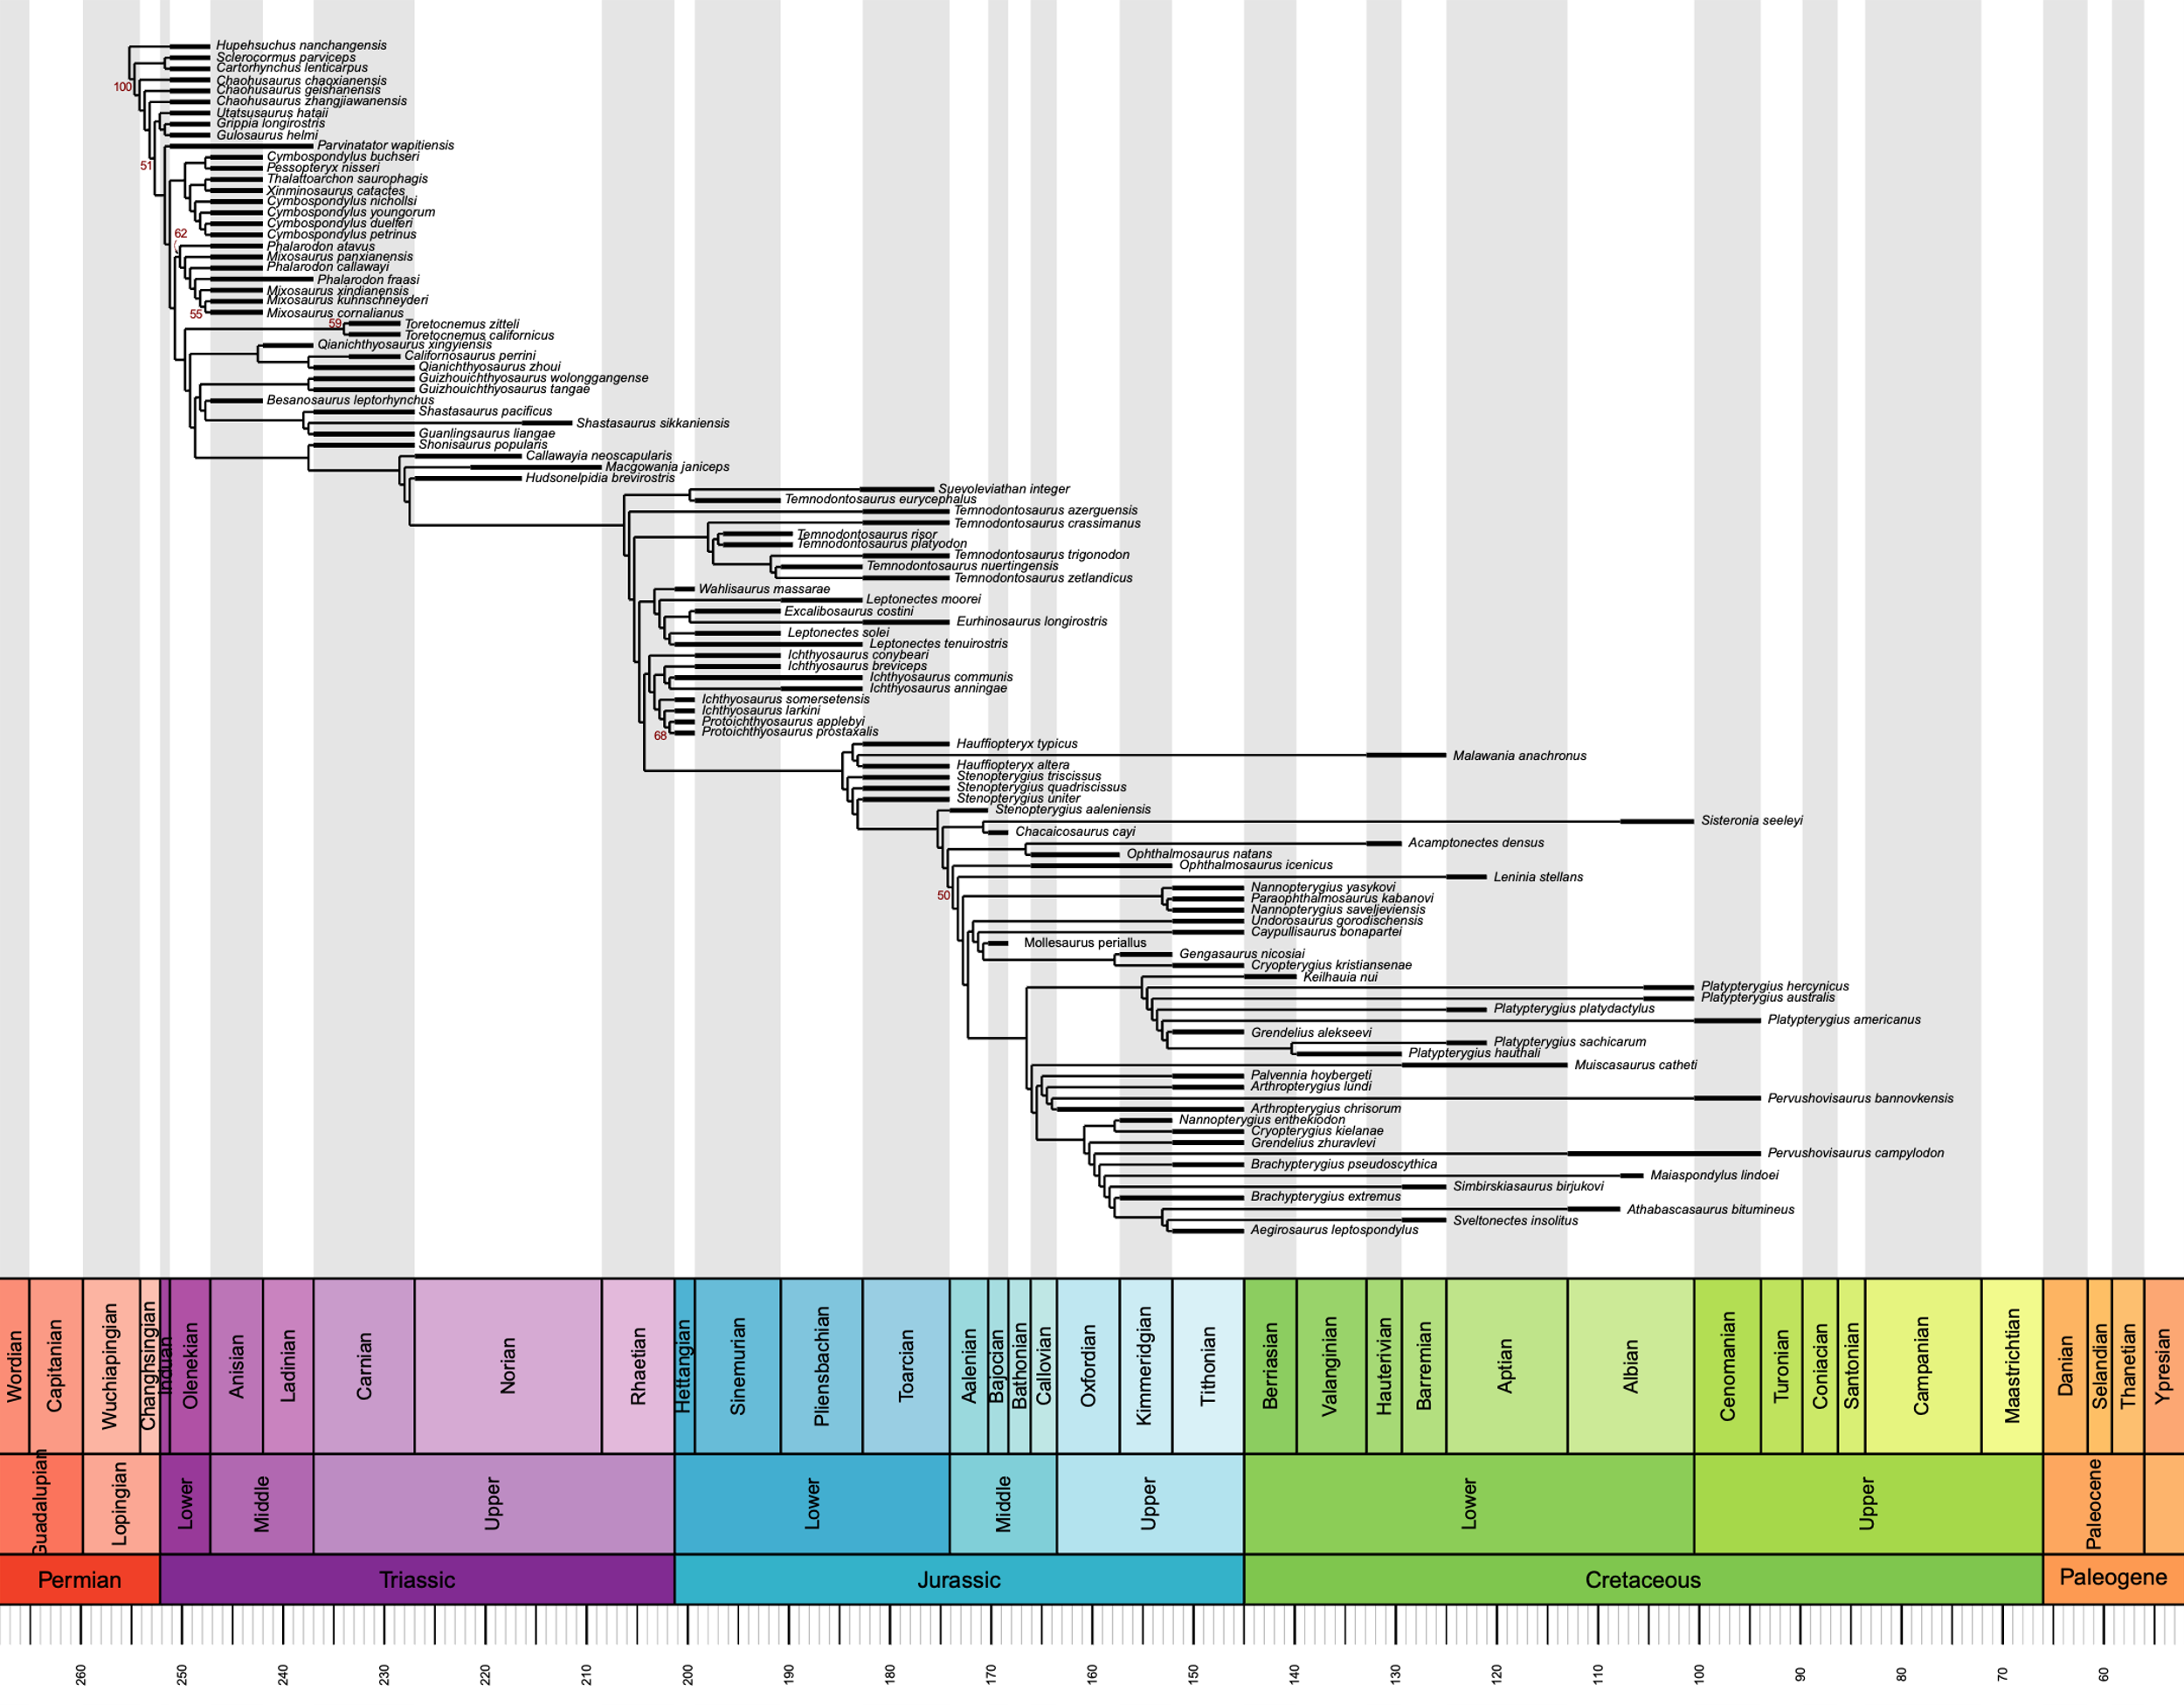 Hupehsuchus nanchangensis
Sclerocormus parviceps
Cartorhynchus lenticarpus
Chaohusaurus chaoxianensis
100
Chaohusaurus geishanensis
Chaohusaurus zhangjiawanensis
Utatsusaurus hataii
Grippia longirostris
Gulosaurus helmi
Parvinatator wapitiensis
Cymbospondylus buchseri
51
Pessopteryx nisseri
Thalattoarchon saurophagis
Xinminosaurus catactes
Cymbospondylus nichollsi
Cymbospondylus youngorum
Cymbospondylus duelferi
62
Cymbospondylus petrinus
Phalarodon atavus
Mixosaurus panxianensis
Phalarodon callawayi
Phalarodon fraasi
Mixosaurus xindianensis
Mixosaurus kuhnschneyderi
55
Mixosaurus cornalianus
59
Toretocnemus zitteli
Toretocnemus californicus
Qianichthyosaurus xingyiensis
Californosaurus perrini
Qianichthyosaurus zhoui
Guizhouichthyosaurus wolonggangense
Guizhouichthyosaurus tangae
Besanosaurus leptorhynchus
Shastasaurus pacificus
Shastasaurus sikkaniensis
Guanlingsaurus liangae
Shonisaurus popularis
Callawayia neoscapularis
Macgowania janiceps
Hudsonelpidia brevirostris
Suevoleviathan integer
Temnodontosaurus eurycephalus
Temnodontosaurus azerguensis
Temnodontosaurus crassimanus
Temnodontosaurus risor
Temnodontosaurus platyodon
Temnodontosaurus trigonodon
Temnodontosaurus nuertingensis
Temnodontosaurus zetlandicus
Wahlisaurus massarae
Leptonectes moorei
Excalibosaurus costini
Eurhinosaurus longirostris
Leptonectes solei
Leptonectes tenuirostris
Ichthyosaurus conybeari
Ichthyosaurus breviceps
Ichthyosaurus communis
Ichthyosaurus anningae
Ichthyosaurus somersetensis
Ichthyosaurus larkini
Protoichthyosaurus applebyi
68
Protoichthyosaurus prostaxalis
Hauffiopteryx typicus
Malawania anachronus
Hauffiopteryx altera
Stenopterygius triscissus
Stenopterygius quadriscissus
Stenopterygius uniter
Stenopterygius aaleniensis
Sisteronia seeleyi
Chacaicosaurus cayi
Acamptonectes densus
Ophthalmosaurus natans
Ophthalmosaurus icenicus
Leninia stellans
50
Nannopterygius yasykovi
Paraophthalmosaurus kabanovi
Nannopterygius saveljeviensis
Undorosaurus gorodischensis
Caypullisaurus bonapartei
Mollesaurus periallus
Gengasaurus nicosiai
Cryopterygius kristiansenae
Keilhauia nui
Platypterygius hercynicus
Platypterygius australis
Platypterygius platydactylus
Platypterygius americanus
Grendelius alekseevi
Platypterygius sachicarum
Platypterygius hauthali
Muiscasaurus catheti
Palvennia hoybergeti
Arthropterygius lundi
Pervushovisaurus bannovkensis
Arthropterygius chrisorum
Nannopterygius enthekiodon
Cryopterygius kielanae
Grendelius zhuravlevi
Pervushovisaurus campylodon
Brachypterygius pseudoscythica
Maiaspondylus lindoei
Simbirskiasaurus birjukovi
Brachypterygius extremus
Athabascasaurus bitumineus
Sveltonectes insolitus
Aegirosaurus leptospondylus
Wordian Capitanian Wuchiapingian Changhsingian Induan Olenekian Anisian Ladinian Carnian Norian Rhaetian Hettangian Sinemurian Pliensbachian Toarcian Aalenian Bajocian Bathonian Callovian Oxfordian Kimmeridgian Tithonian Berriasian Valanginian Hauterivian Barremian Aptian Albian Cenomanian Turonian Coniacian Santonian Campanian Maastrichtian Danian Selandian Thanetian Ypresian
Guadalupian Lopingian Lower Middle Upper Lower Middle Upper Lower Upper Paleocene
Permian Triassic Jurassic Cretaceous Paleogene
260 250 240 230 220 210 200 190 180 170 160 150 140 130 120 110 100 90 80 70 60